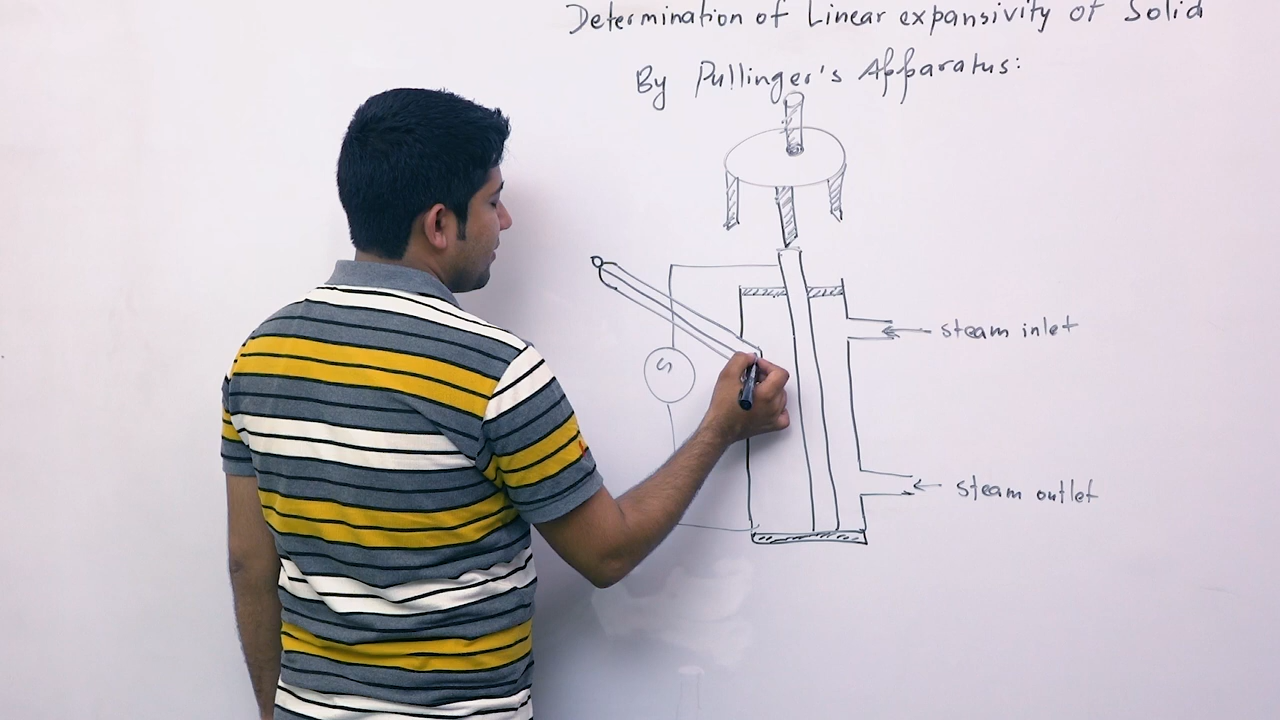 Determination of Linear expansivity of Solid
By Pullinger's Apparatus:
steam inlet
steam outlet